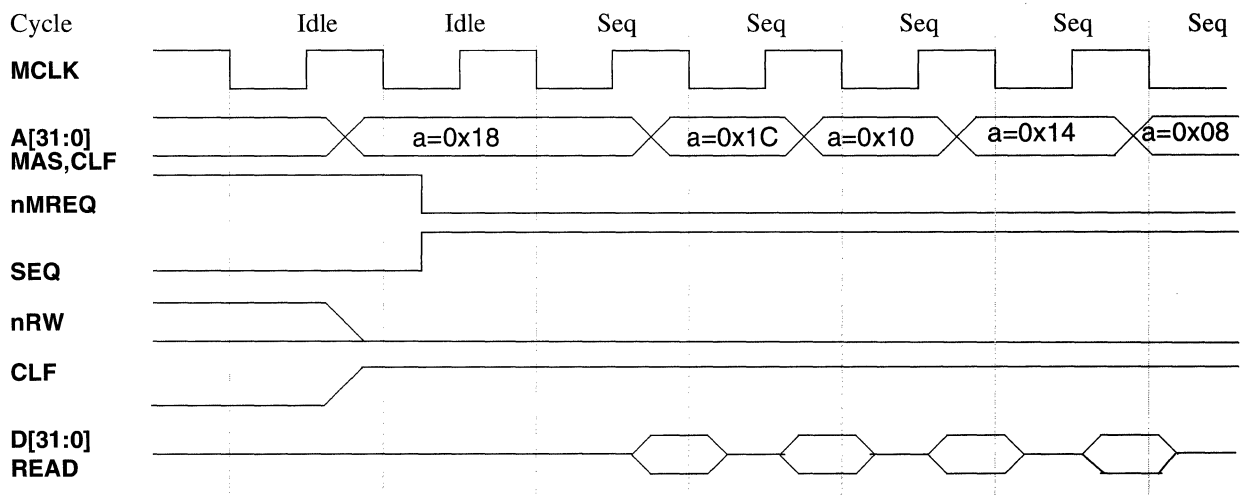 Cycle Idle Idle Seq Seq Seq Seq Seq
MCLK
A[31:0] a=0x18 a=0x1C a=0x10 a=0x14 a=0x08
MAS,CLF
nMREQ
SEQ
nRW
CLF
D[31:0]
READ